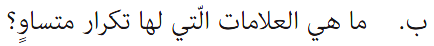 ب. ما هي العلامات الّتي لها تكرار متساوٍ؟